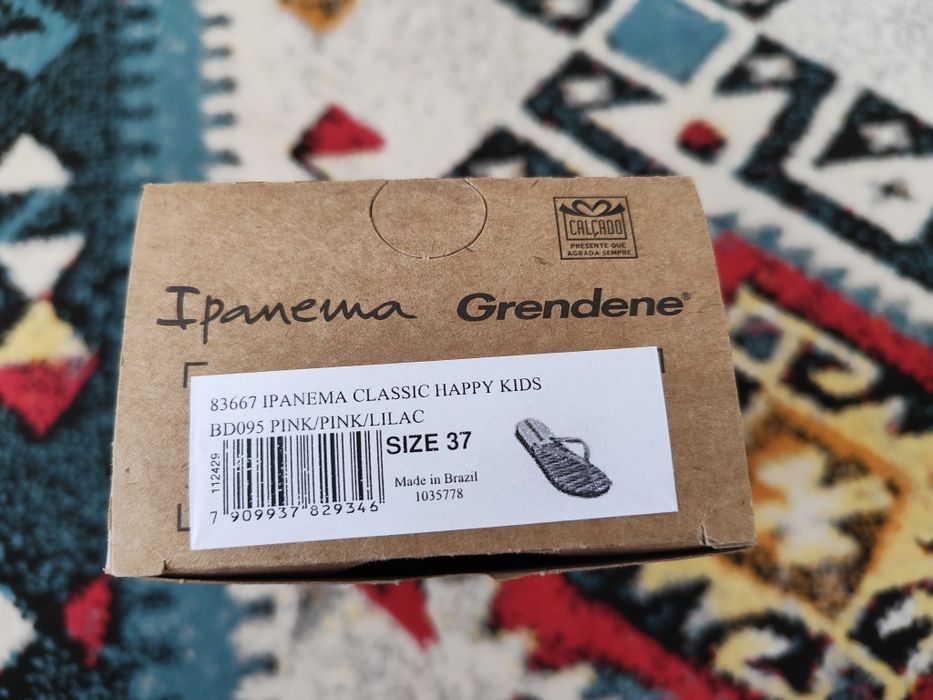 CALÇADO
PRESENTE QUE
AGRADA SEMPRE
Ipanema Grendene®
83667 IPANEMA CLASSIC HAPPY KIDS
BD095 PINK/PINK/LILAC
SIZE 37
112429
Made in Brazil
1035778
7 909937 829346